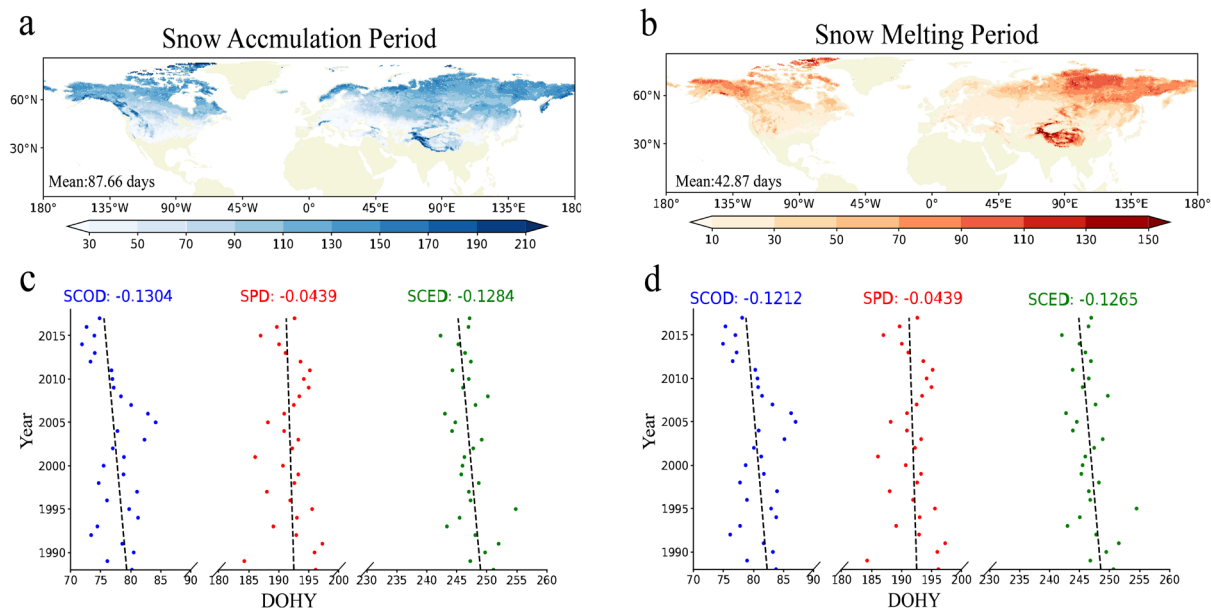 a
Snow Accmulation Period
60°N
30°N
Mean:87.66 days
180° 135°W 90°W 45°W 0° 45°E 90°E 135°E 180
30 50 70 90 110 130 150 170 190 210
b
Snow Melting Period
60°N
30°N
Mean:42.87 days
180° 135°W 90°W 45°W 0° 45°E 90°E 135°E 180°
10 30 50 70 90 110 130 150
c
SCOD: -0.1304 SPD: -0.0439 SCED: -0.1284
Year
2015
2010
2005
2000
1995
1990
70 75 80 85 90 180 185 190 195 200 230 240 250 260
DOHY
d
SCOD: -0.1212 SPD: -0.0439 SCED: -0.1265
Year
2015
2010
2005
2000
1995
1990
70 75 80 85 90 180 185 190 195 200 230 235 240 245 250 255 260
DOHY